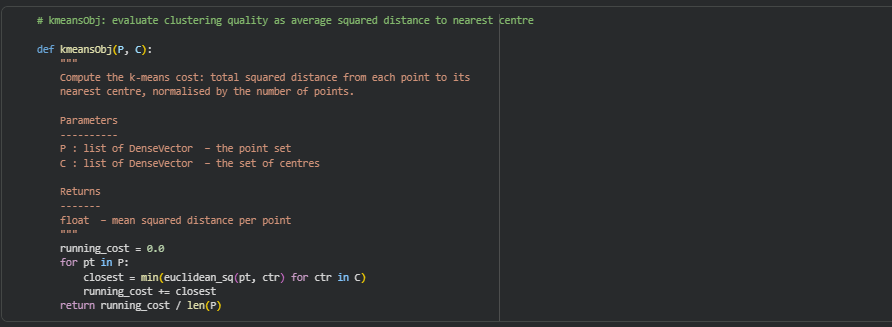 # kmeansObj: evaluate clustering quality as average squared distance to nearest centre
def kmeansObj(P, C):
"""
Compute the k-means cost: total squared distance from each point to its
nearest centre, normalised by the number of points.
Parameters
----------
P : list of DenseVector  – the point set
C : list of DenseVector  – the set of centres
Returns
-------
float  – mean squared distance per point
"""
running_cost = 0.0
for pt in P:
closest = min(euclidean_sq(pt, ctr) for ctr in C)
running_cost += closest
return running_cost / len(P)